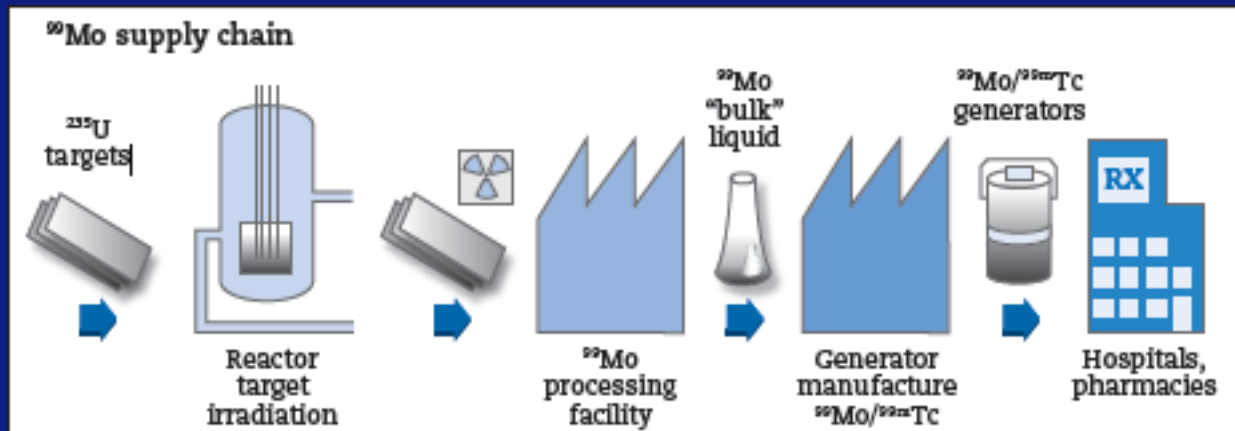 ⁹⁹Mo supply chain
²³⁵U
targets
⁹⁹Mo
"bulk"
liquid
⁹⁹Mo/⁹⁹ᵐTc
generators
RX
Reactor
target
irradiation
⁹⁹Mo
processing
facility
Generator
manufacture
⁹⁹Mo/⁹⁹ᵐTc
Hospitals,
pharmacies